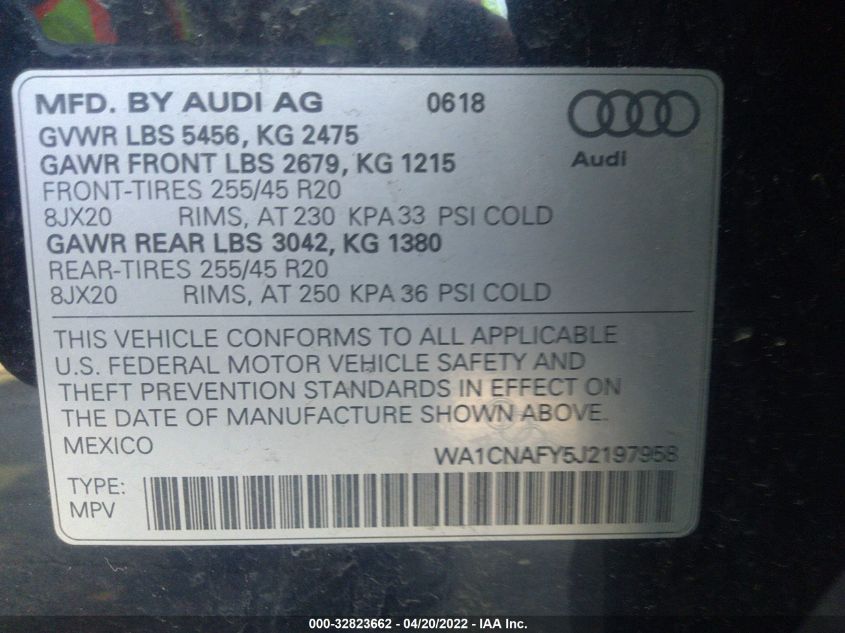 MFD. BY AUDI AG 0618
GVWR LBS 5456, KG 2475
GAWR FRONT LBS 2679, KG 1215
Audi
FRONT-TIRES 255/45 R20
8JX20 RIMS, AT 230 KPA 33 PSI COLD
GAWR REAR LBS 3042, KG 1380
REAR-TIRES 255/45 R20
8JX20 RIMS, AT 250 KPA 36 PSI COLD
THIS VEHICLE CONFORMS TO ALL APPLICABLE
U.S. FEDERAL MOTOR VEHICLE SAFETY AND
THEFT PREVENTION STANDARDS IN EFFECT ON
THE DATE OF MANUFACTURE SHOWN ABOVE.
MEXICO
WA1CNAFY5J2197958
TYPE:
MPV
000-32823662 - 04/20/2022 - IAA Inc.